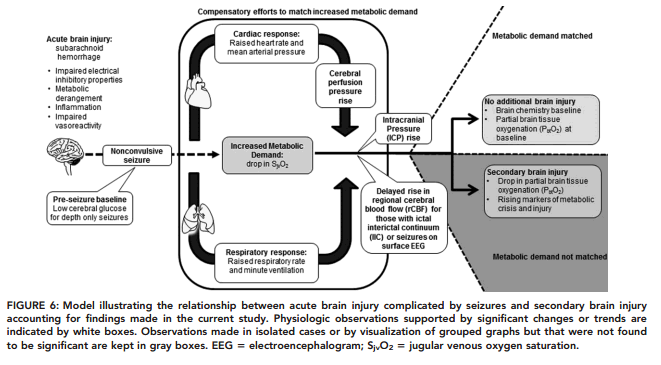 Compensatory efforts to match increased metabolic demand
Acute brain injury:
subarachnoid
hemorrhage
• Impaired electrical
inhibitory properties
• Metabolic
derangement
• Inflammation
• Impaired
vasoreactivity
Nonconvulsive
seizure
Pre-seizure baseline
Low cerebral glucose
for depth only seizures
Cardiac response:
Raised heart rate and
mean arterial pressure
Cerebral
perfusion
pressure
rise
Increased Metabolic
Demand:
drop in SjvO2
Intracranial
Pressure
(ICP) rise
Delayed rise in
regional cerebral
blood flow (rCBF) for
those with ictal
interictal continuum
(IIC) or seizures on
surface EEG
Respiratory response:
Raised respiratory rate
and minute ventilation
Metabolic demand matched
No additional brain injury
• Brain chemistry baseline
• Partial brain tissue
oxygenation (PbtO2) at
baseline
Secondary brain injury
• Drop in partial brain tissue
oxygenation (PbtO2)
• Rising markers of metabolic
crisis and injury
Metabolic demand not matched
FIGURE 6: Model illustrating the relationship between acute brain injury complicated by seizures and secondary brain injury
accounting for findings made in the current study. Physiologic observations supported by significant changes or trends are
indicated by white boxes. Observations made in isolated cases or by visualization of grouped graphs but that were not found
to be significant are kept in gray boxes. EEG = electroencephalogram; SjvO2 = jugular venous oxygen saturation.